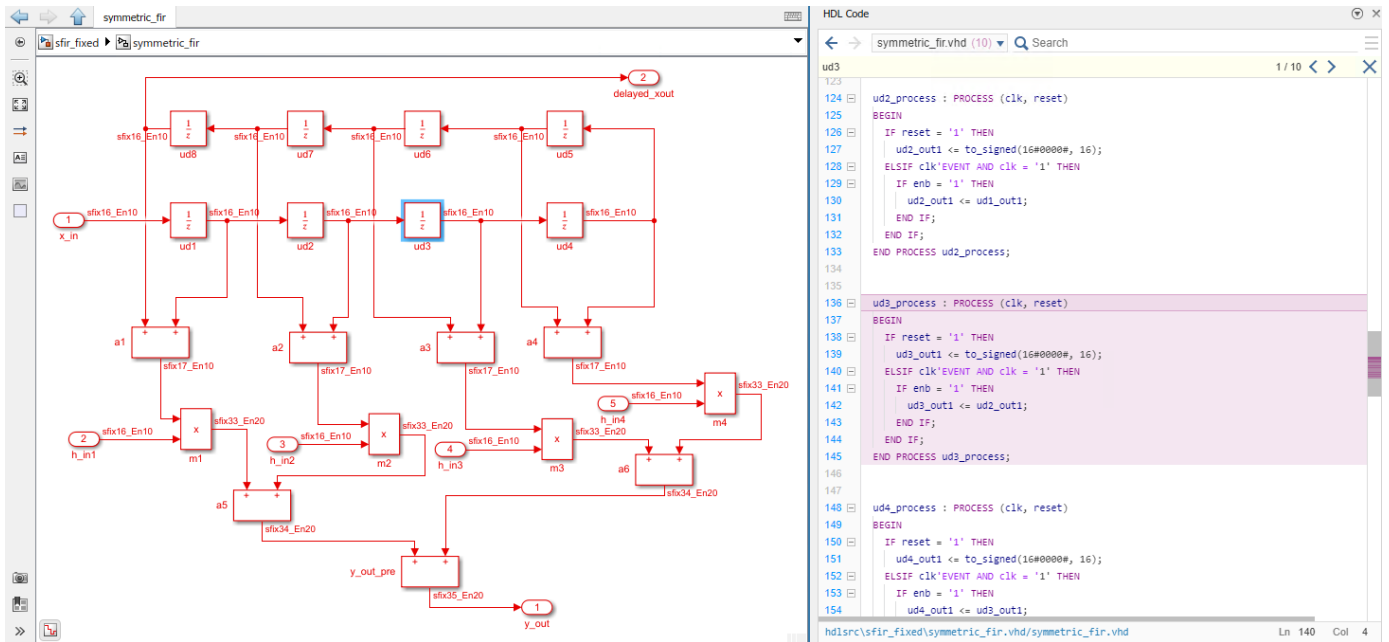 symmetric_fir
sfir_fixed symmetric_fir
2
delayed_xout
sfix16_En10 sfix16_En10 sfix16_En10 sfix16_En10
1/z 1/z 1/z 1/z
ud8 ud7 ud6 ud5
1 sfix16_En10 sfix16_En10 sfix16_En10 sfix16_En10 sfix16_En10
x_in
1/z 1/z 1/z 1/z
ud1 ud2 ud3 ud4
+ + + + + + + +
a1 a2 a3 a4
sfix17_En10 sfix17_En10 sfix17_En10 sfix17_En10
5 sfix16_En10 x sfix33_En20
h_in4 m4
2 sfix16_En10 x sfix33_En20
h_in1 m1
3 sfix16_En10 x sfix33_En20
h_in2 m2
4 sfix16_En10 x sfix33_En20
h_in3 m3
+ +
a6
sfix34_En20
+ +
a5
sfix34_En20
+ +
y_out_pre
sfix35_En20
1
y_out
HDL Code
symmetric_fir.vhd (10) Search
ud3 1 / 10
123
124 ud2_process : PROCESS (clk, reset)
125 BEGIN
126 IF reset = '1' THEN
127 ud2_out1 <= to_signed(16#0000#, 16);
128 ELSIF clk'EVENT AND clk = '1' THEN
129 IF enb = '1' THEN
130 ud2_out1 <= ud1_out1;
131 END IF;
132 END IF;
133 END PROCESS ud2_process;
134
135
136 ud3_process : PROCESS (clk, reset)
137 BEGIN
138 IF reset = '1' THEN
139 ud3_out1 <= to_signed(16#0000#, 16);
140 ELSIF clk'EVENT AND clk = '1' THEN
141 IF enb = '1' THEN
142 ud3_out1 <= ud2_out1;
143 END IF;
144 END IF;
145 END PROCESS ud3_process;
146
147
148 ud4_process : PROCESS (clk, reset)
149 BEGIN
150 IF reset = '1' THEN
151 ud4_out1 <= to_signed(16#0000#, 16);
152 ELSIF clk'EVENT AND clk = '1' THEN
153 IF enb = '1' THEN
154 ud4_out1 <= ud3_out1;
hdlsrc\sfir_fixed\symmetric_fir.vhd/symmetric_fir.vhd Ln 140 Col 4